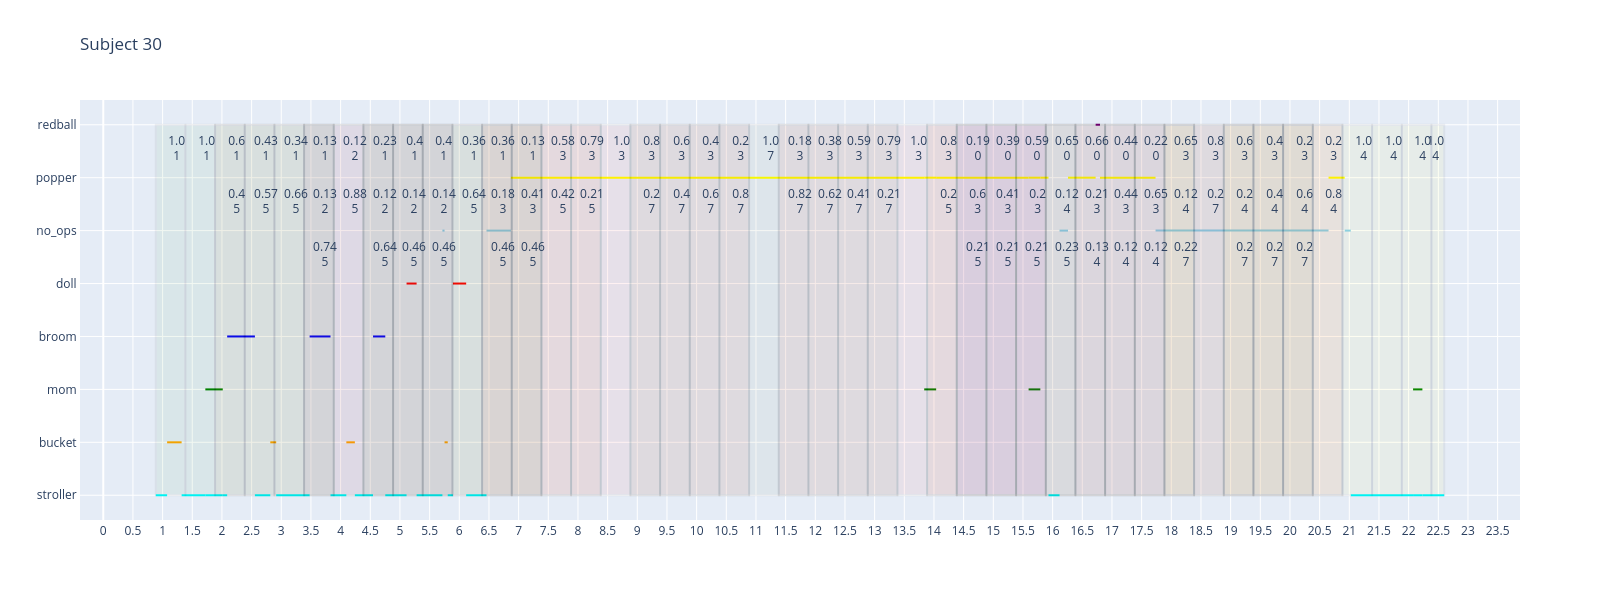 Subject 30
redball
1.0 1.0 0.6 0.43 0.34 0.13 0.12 0.23 0.4 0.4 0.36 0.36 0.13 0.58 0.79 1.0 0.8 0.6 0.4 0.2 1.0 0.18 0.38 0.59 0.79 1.0 0.8 0.19 0.39 0.59 0.65 0.66 0.44 0.22 0.65 0.8 0.6 0.4 0.2 0.2 1.0 1.0 1.0 1.0
1 1 1 1 1 1 2 1 1 1 1 1 1 3 3 3 3 3 3 3 7 3 3 3 3 3 3 0 0 0 0 0 0 0 3 3 3 3 3 3 4 4 4 4
popper
0.4 0.57 0.66 0.13 0.88 0.12 0.14 0.14 0.64 0.18 0.41 0.42 0.21 0.2 0.4 0.6 0.8 0.82 0.62 0.41 0.21 0.2 0.6 0.41 0.2 0.12 0.21 0.44 0.65 0.12 0.2 0.2 0.4 0.6 0.8
5 5 5 2 5 2 2 2 5 3 3 5 5 7 7 7 7 7 7 7 7 5 3 3 3 4 3 3 3 4 7 4 4 4 4
no_ops
0.74 0.64 0.46 0.46 0.46 0.46 0.21 0.21 0.21 0.23 0.13 0.12 0.12 0.22 0.2 0.2 0.2
5 5 5 5 5 5 5 5 5 5 4 4 4 7 7 7 7
doll
broom
mom
bucket
stroller
0 0.5 1 1.5 2 2.5 3 3.5 4 4.5 5 5.5 6 6.5 7 7.5 8 8.5 9 9.5 10 10.5 11 11.5 12 12.5 13 13.5 14 14.5 15 15.5 16 16.5 17 17.5 18 18.5 19 19.5 20 20.5 21 21.5 22 22.5 23 23.5